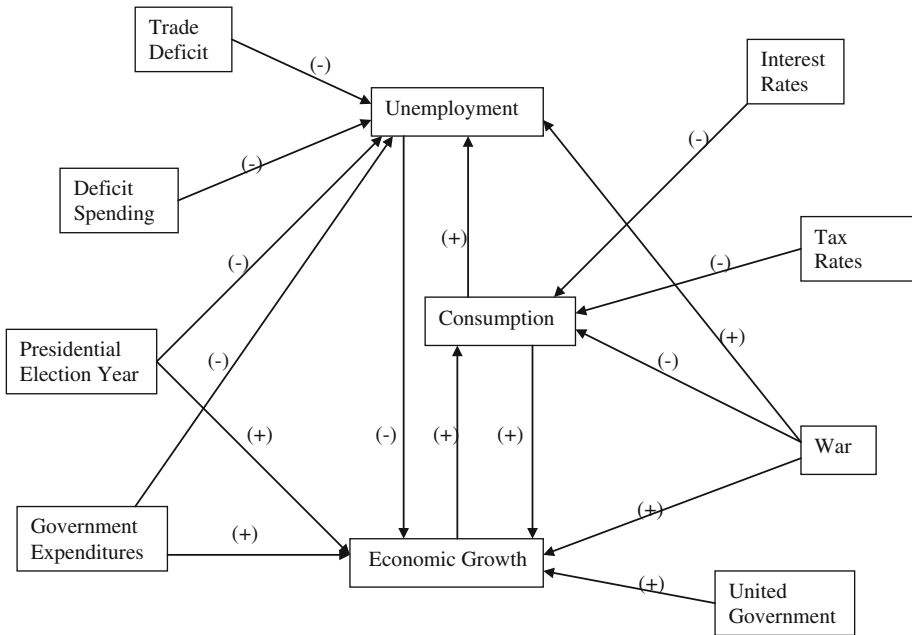 Trade
Deficit
(-)
Interest
Rates
Unemployment
(-)
(-)
Deficit
Spending
(+)
Tax
Rates
(-)
(-)
Consumption
Presidential
Election Year
(-)
(-)
(+)
(+)
(-)
(+)
(+)
War
Government
Expenditures
(+)
(+)
Economic Growth
(+)
United
Government